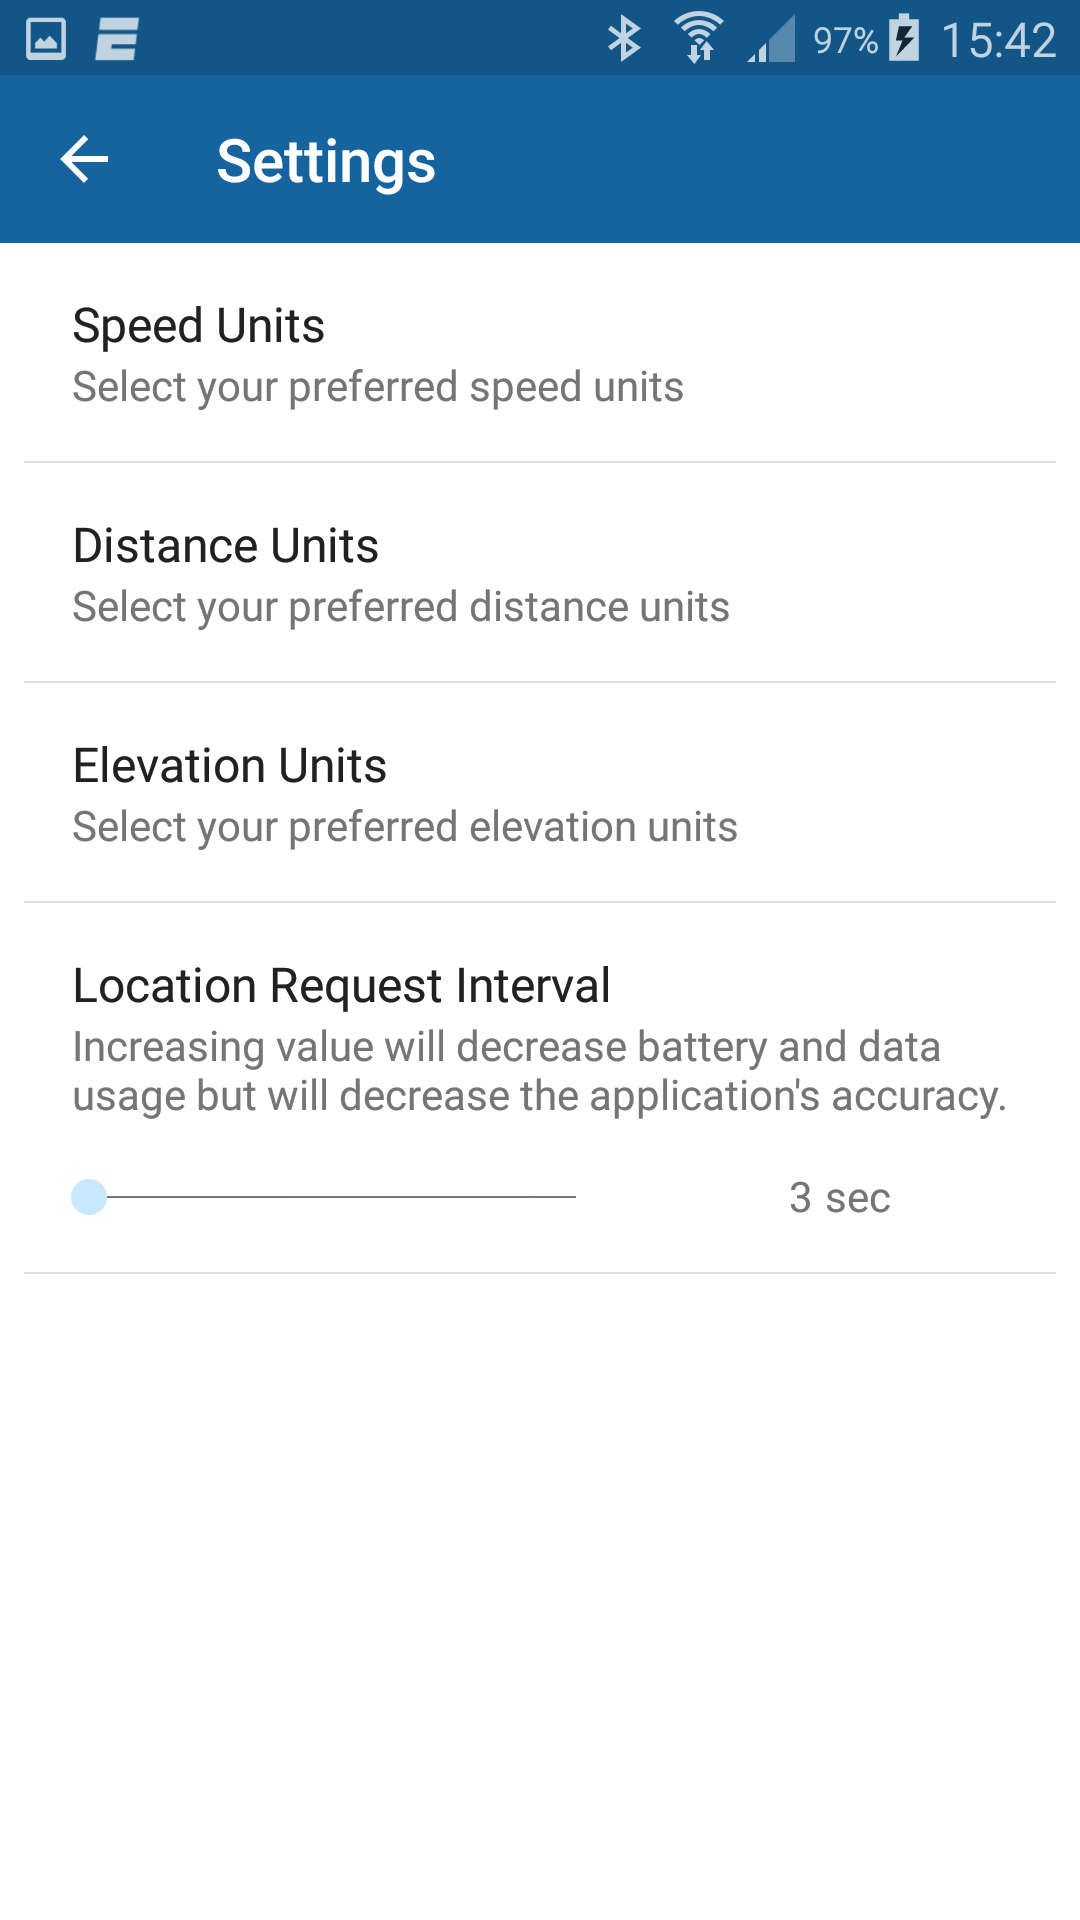 97% 15:42
Settings
Speed Units
Select your preferred speed units
Distance Units
Select your preferred distance units
Elevation Units
Select your preferred elevation units
Location Request Interval
Increasing value will decrease battery and data
usage but will decrease the application's accuracy.
3 sec